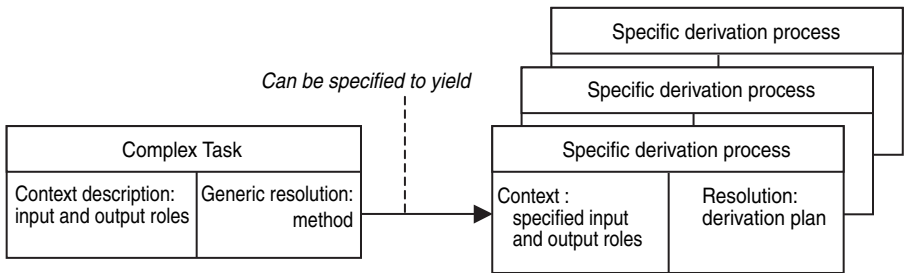 Specific derivation process
Can be specified to yield
Specific derivation process
Complex Task
Specific derivation process
Context description:
input and output roles
Generic resolution:
method
Context :
specified input
and output roles
Resolution:
derivation plan